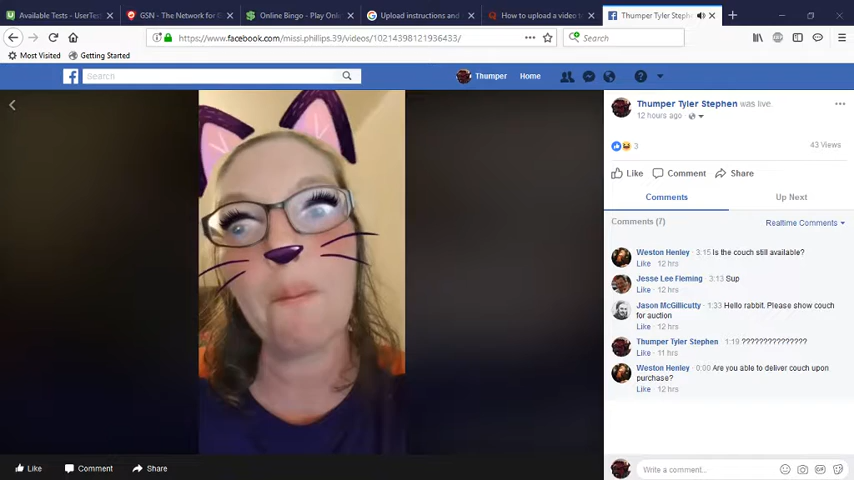 Available Tests - UserTest
GSN - The Network for
Online Bingo - Play Onlin
Upload instructions and
How to upload a video t
Thumper Tyler Steph
https://www.facebook.com/missi.phillips.39/videos/10214398121936433/
Search
Most Visited
Getting Started
Search
Thumper
Home
Thumper Tyler Stephen was live.
12 hours ago
3
43 Views
Like
Comment
Share
Comments
Up Next
Comments (7)
Realtime Comments
Weston Henley 3:15 Is the couch still available?
Like · 12 hrs
Jesse Lee Fleming 3:13 Sup
Like · 12 hrs
Jason McGillicutty 1:33 Hello rabbit. Please show couch
for auction
Like · 12 hrs
Thumper Tyler Stephen 1:19 ???????????????
Like · 11 hrs
Weston Henley 0:00 Are you able to deliver couch upon
purchase?
Like · 12 hrs
Like
Comment
Share
Write a comment...